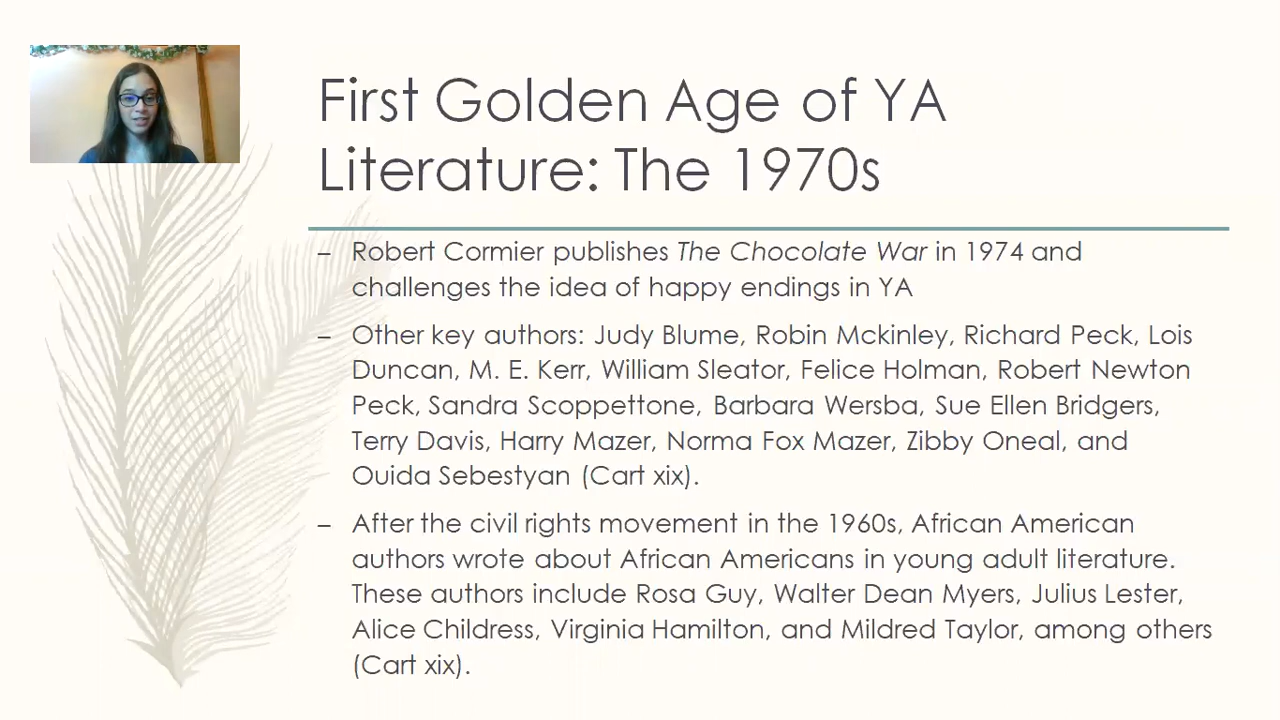 First Golden Age of YA
Literature: The 1970s
– Robert Cormier publishes The Chocolate War in 1974 and
challenges the idea of happy endings in YA
– Other key authors: Judy Blume, Robin Mckinley, Richard Peck, Lois
Duncan, M. E. Kerr, William Sleator, Felice Holman, Robert Newton
Peck, Sandra Scoppettone, Barbara Wersba, Sue Ellen Bridgers,
Terry Davis, Harry Mazer, Norma Fox Mazer, Zibby Oneal, and
Ouida Sebestyan (Cart xix).
– After the civil rights movement in the 1960s, African American
authors wrote about African Americans in young adult literature.
These authors include Rosa Guy, Walter Dean Myers, Julius Lester,
Alice Childress, Virginia Hamilton, and Mildred Taylor, among others
(Cart xix).